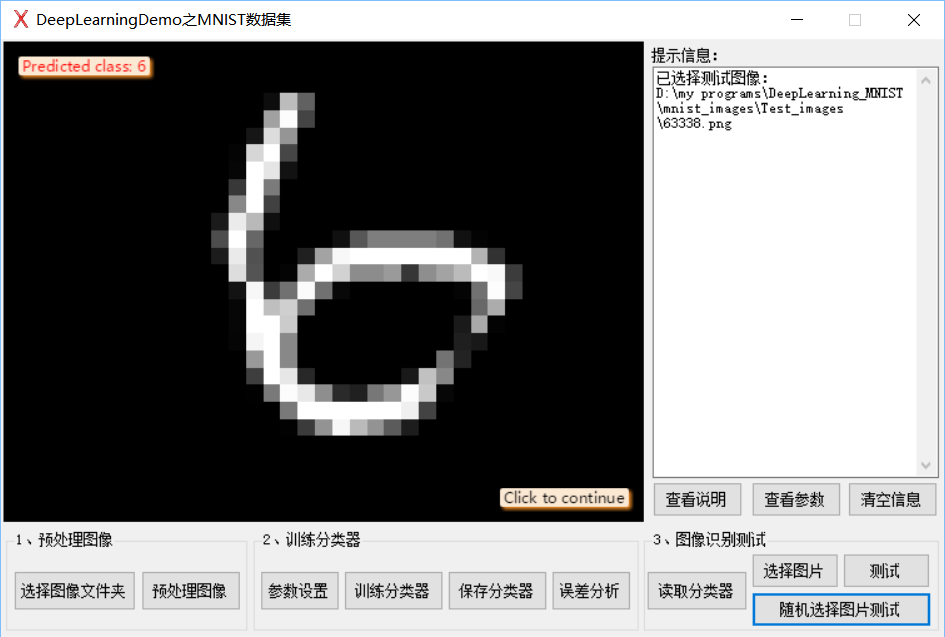 DeepLearningDemo之MNIST数据集
Predicted class: 6
Click to continue
提示信息:
已选择测试图像:
D:\my programs\DeepLearning_MNIST
\mnist_images\Test_images
\63338.png
查看说明 查看参数 清空信息
1、预处理图像
选择图像文件夹 预处理图像
2、训练分类器
参数设置 训练分类器 保存分类器 误差分析
3、图像识别测试
读取分类器 选择图片 测试
随机选择图片测试